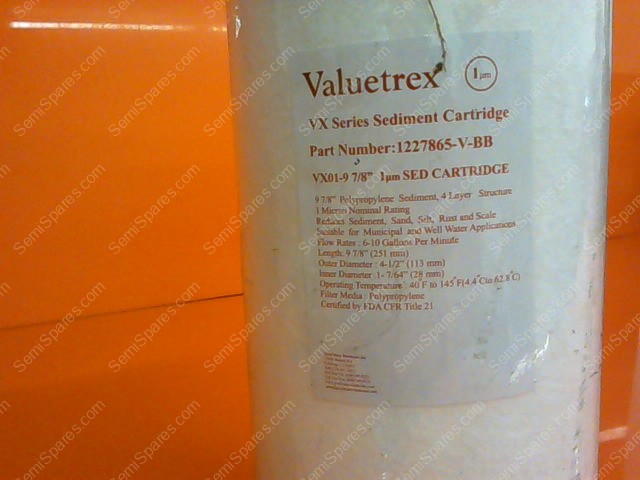 Valuetrex 1 μm
VX Series Sediment Cartridge
Part Number:1227865-V-BB
VX01-9 7/8" 1μm SED CARTRIDGE
9 7/8" Polypropylene Sediment, 4 Layer Structure
1 Micron Nominal Rating
Reduces Sediment, Sand, Silt, Rust and Scale
Suitable for Municipal and Well Water Applications
Flow Rates : 6-10 Gallons Per Minute
Length: 9 7/8" (251 mm)
Outer Diameter : 4-1/2" (113 mm)
Inner Diameter 1- 7/64" (28 mm)
Operating Temperature : 40°F to 145°F(4.4°C to 62.8°C)
Filter Media : Polypropylene
Certified by FDA CFR Title 21
SemiSpares.com